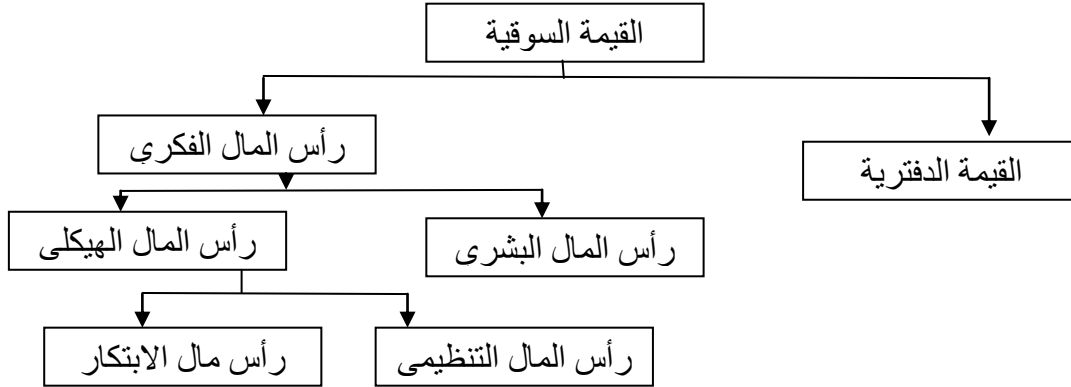 القيمة السوقية
رأس المال الفكري
القيمة الدفترية
رأس المال الهيكلى
رأس المال البشرى
رأس مال الابتكار
رأس المال التنظيمى